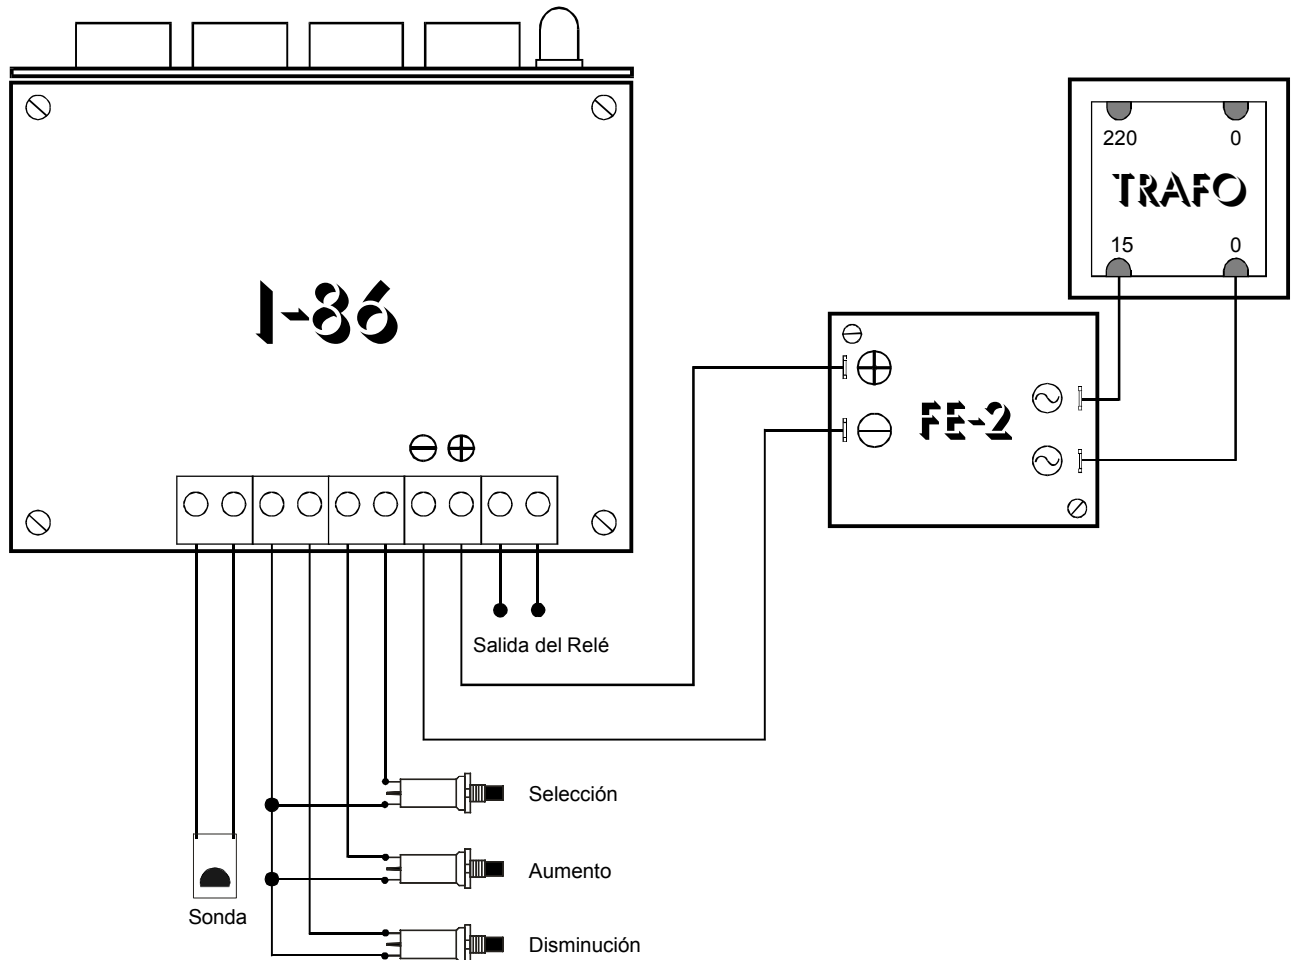 220 0
TRAFO
15 0
I-86
FE-2
Salida del Relé
Selección
Aumento
Sonda
Disminución